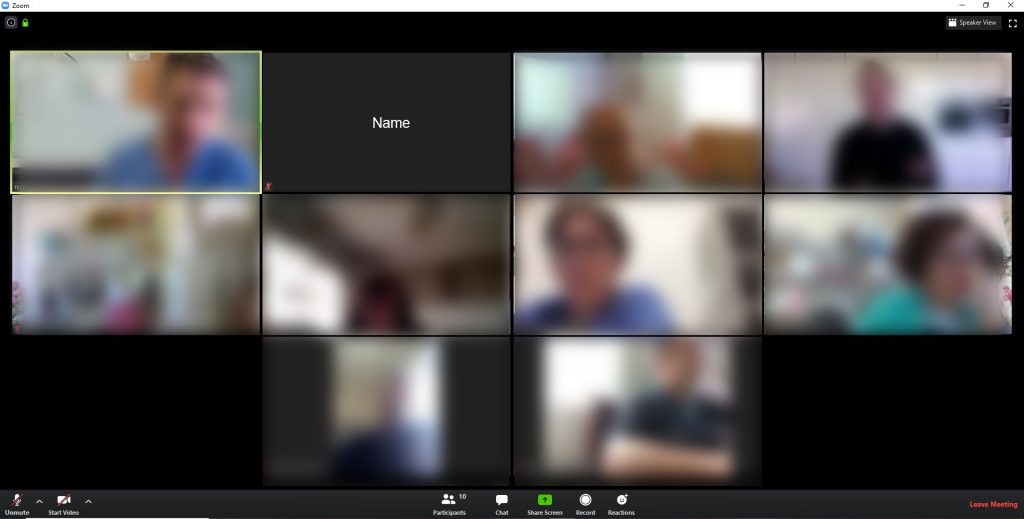 Zoom
Speaker View
Name
Unmute
Start Video
Participants
10
Chat
Share Screen
Record
Reactions
Leave Meeting